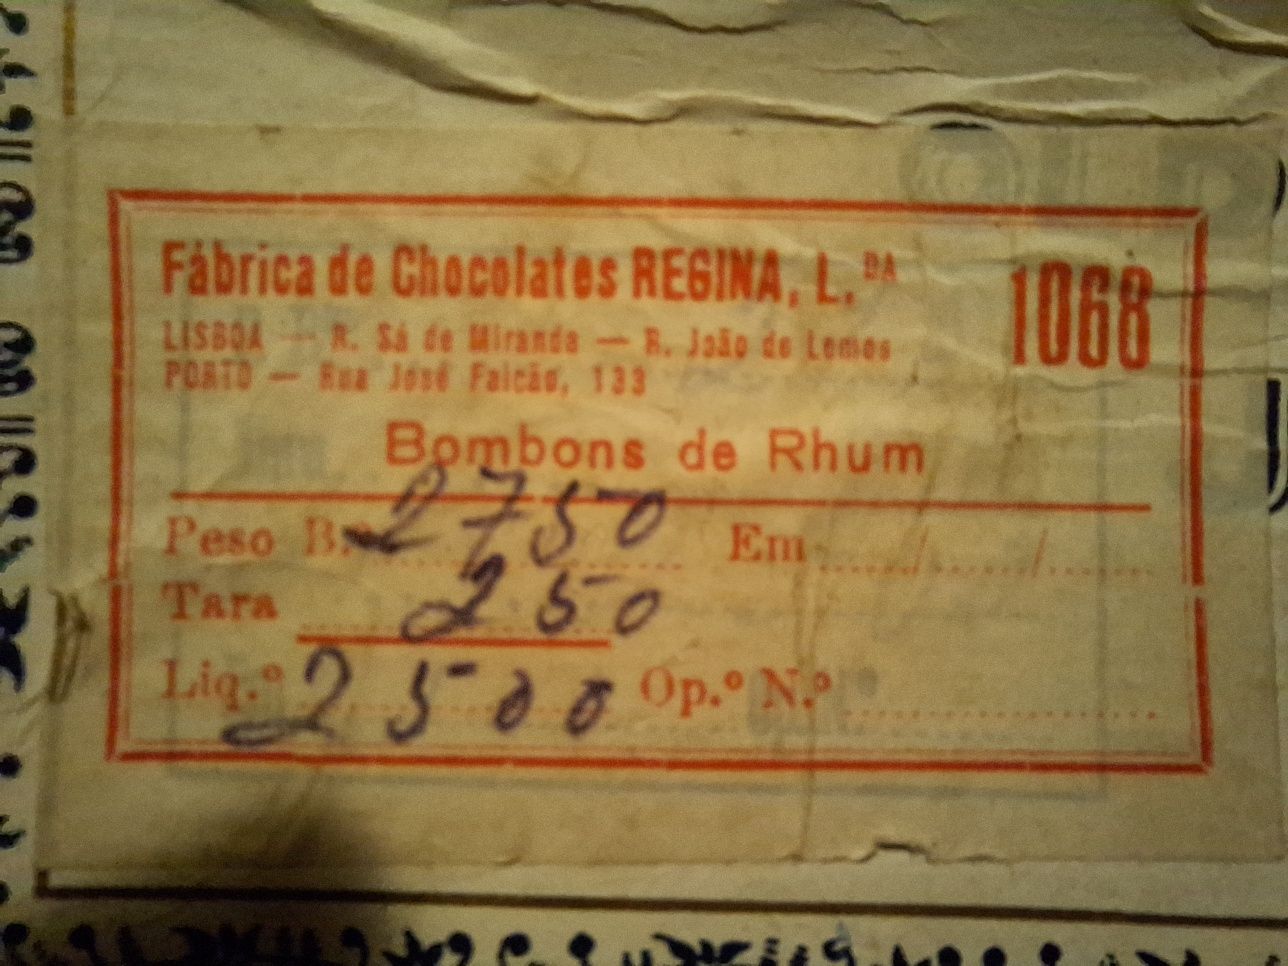 Fábrica de Chocolates REGINA, L.DA 1068
LISBOA — R. Sá de Miranda — R. João de Lemos
PORTO — Rua José Falcão, 133
Bombons de Rhum
Peso B.º 2750 Em ....../....../......
Tara 250
Liq.º 2500 Op.º N.º